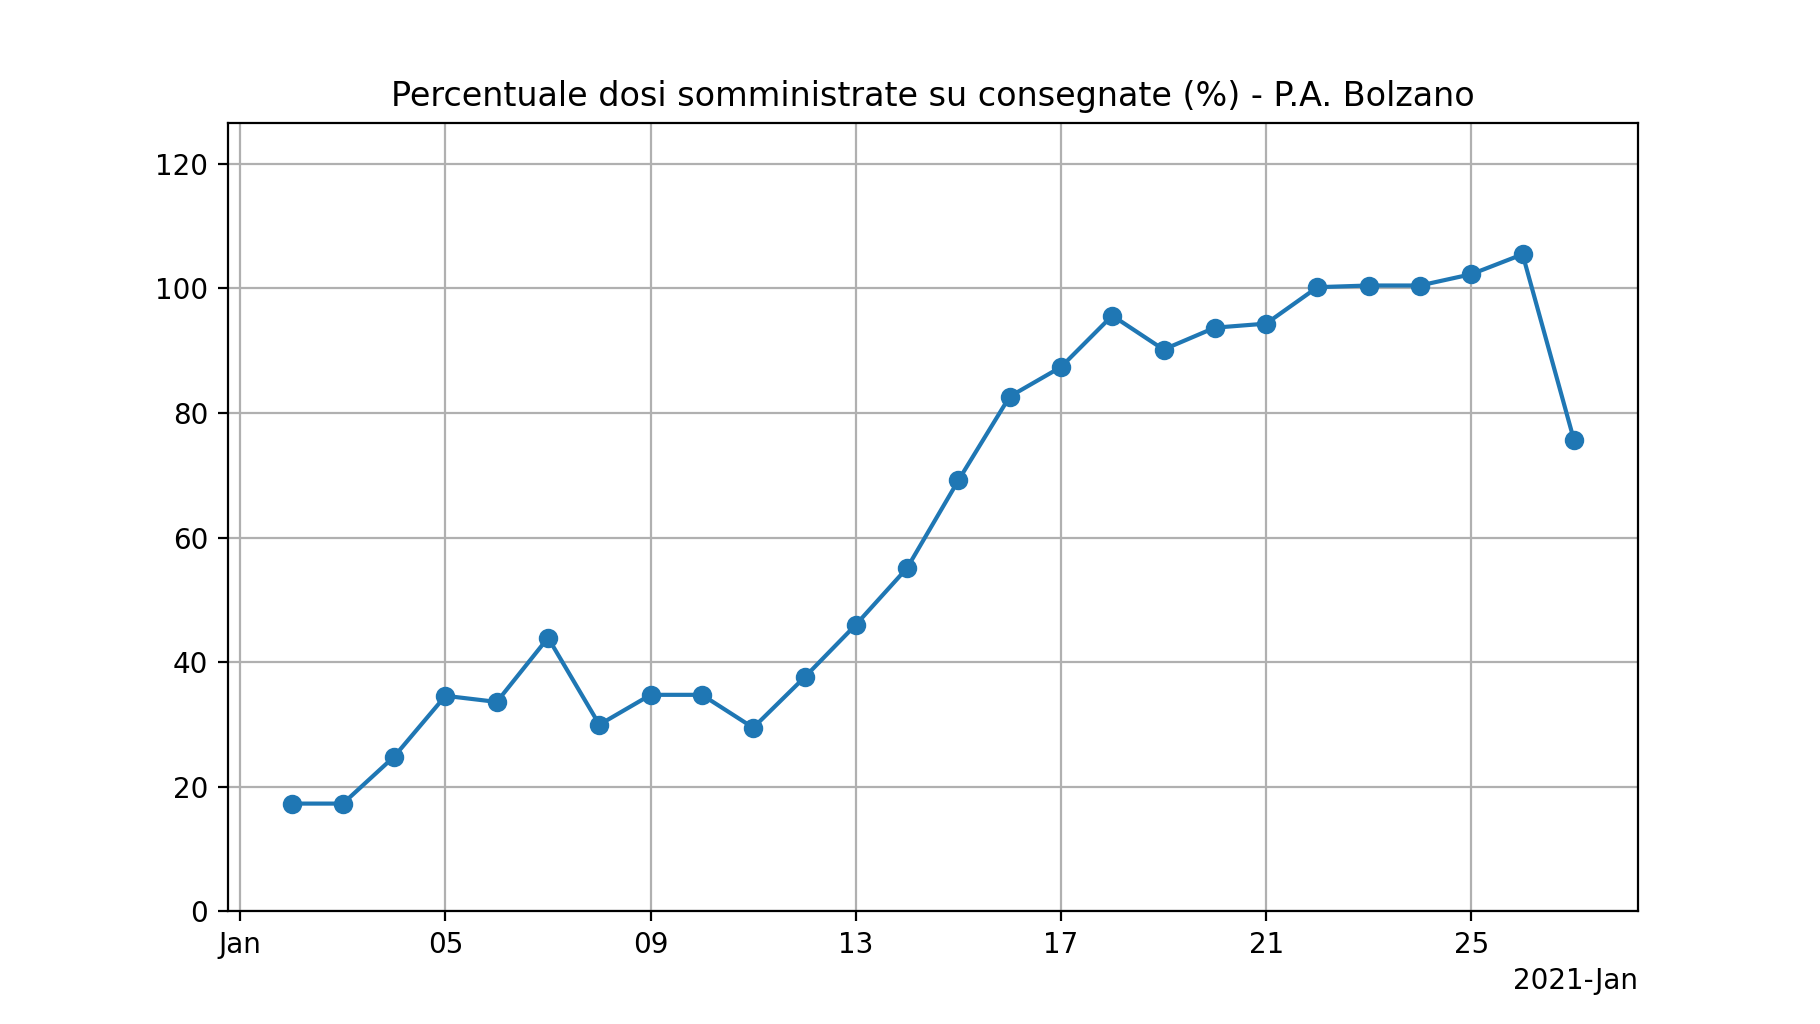 Percentuale dosi somministrate su consegnate (%) - P.A. Bolzano
120
100
80
60
40
20
0
Jan 05 09 13 17 21 25
2021-Jan